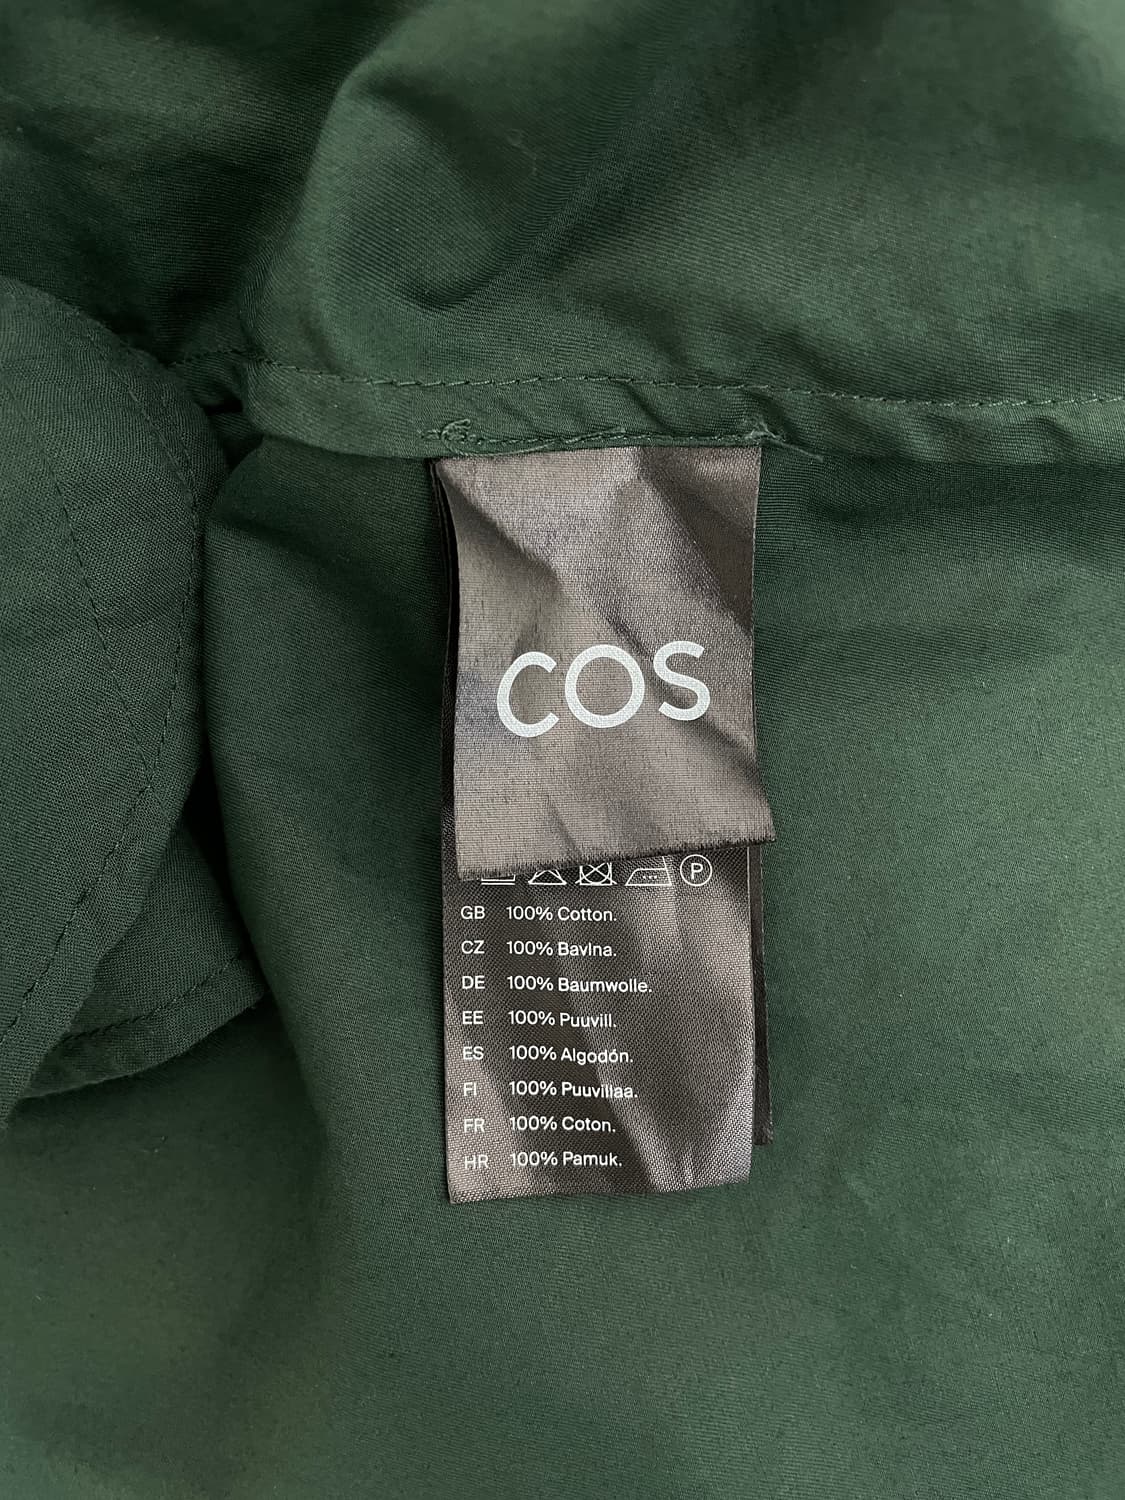 COS
P
GB 100% Cotton.
CZ 100% Bavlna.
DE 100% Baumwolle.
EE 100% Puuvill.
ES 100% Algodón.
FI 100% Puuvillaa.
FR 100% Coton.
HR 100% Pamuk.